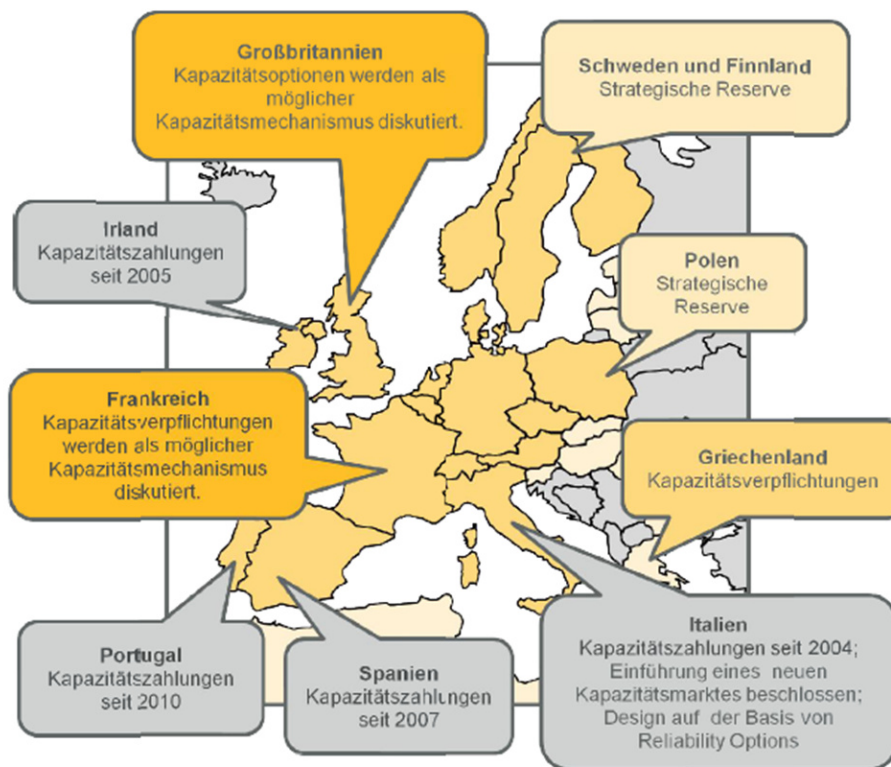 Großbritannien
Kapazitätsoptionen werden als
möglicher
Kapazitätsmechanismus diskutiert.
Schweden und Finnland
Strategische Reserve
Irland
Kapazitätszahlungen
seit 2005
Polen
Strategische
Reserve
Frankreich
Kapazitätsverpflichtungen
werden als möglicher
Kapazitätsmechanismus
diskutiert.
Griechenland
Kapazitätsverpflichtungen
Portugal
Kapazitätszahlungen
seit 2010
Spanien
Kapazitätszahlungen
seit 2007
Italien
Kapazitätszahlungen seit 2004;
Einführung eines neuen
Kapazitätsmarktes beschlossen;
Design auf der Basis von
Reliability Options